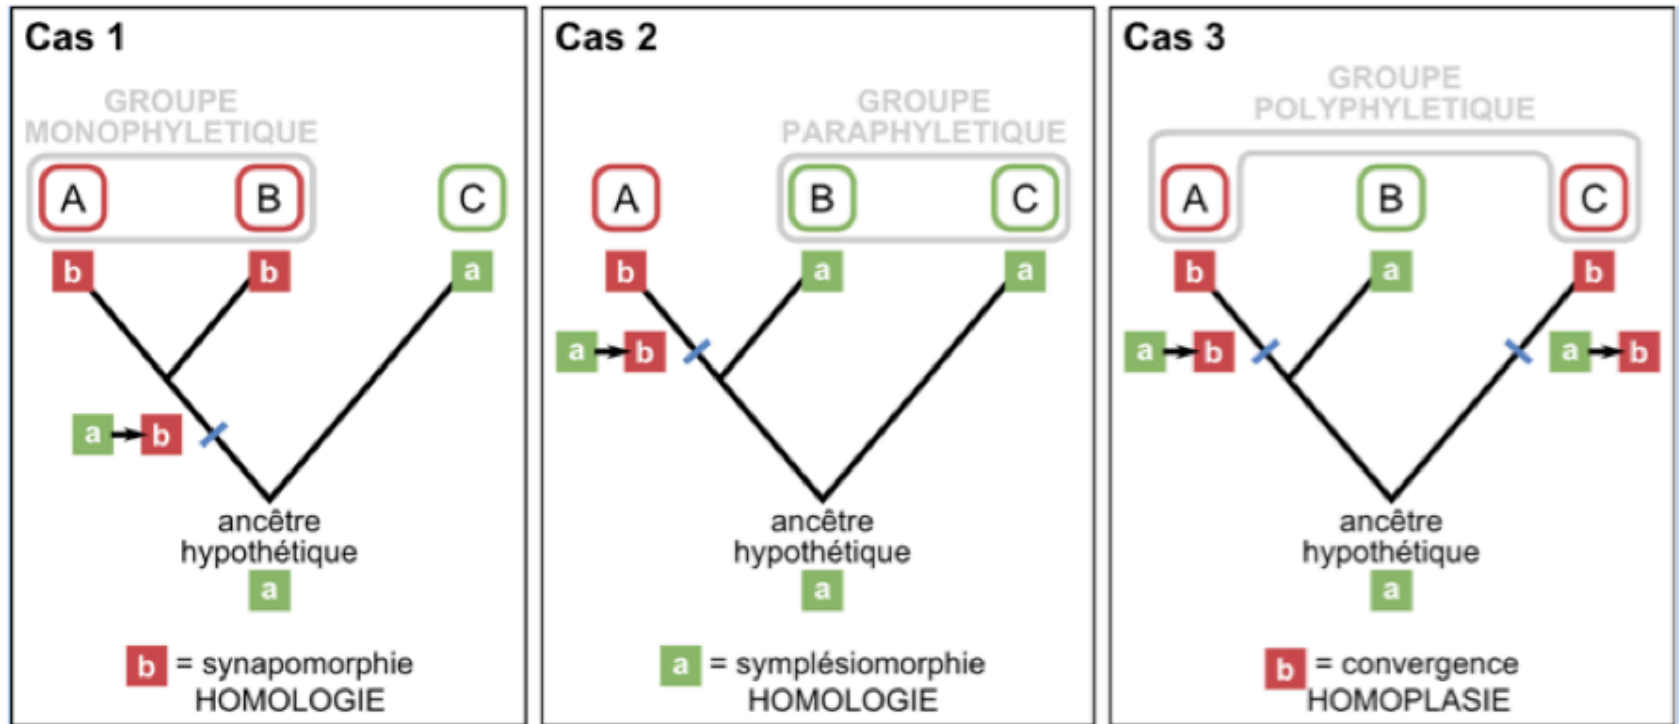 Cas 1
GROUPE
MONOPHYLETIQUE
A B C
b b a
a b
ancêtre
hypothétique
a
b = synapomorphie
HOMOLOGIE
Cas 2
GROUPE
PARAPHYLETIQUE
A B C
b a a
a b
ancêtre
hypothétique
a
a = symplésiomorphie
HOMOLOGIE
Cas 3
GROUPE
POLYPHYLETIQUE
A B C
b a b
a b a b
ancêtre
hypothétique
a
b = convergence
HOMOPLASIE